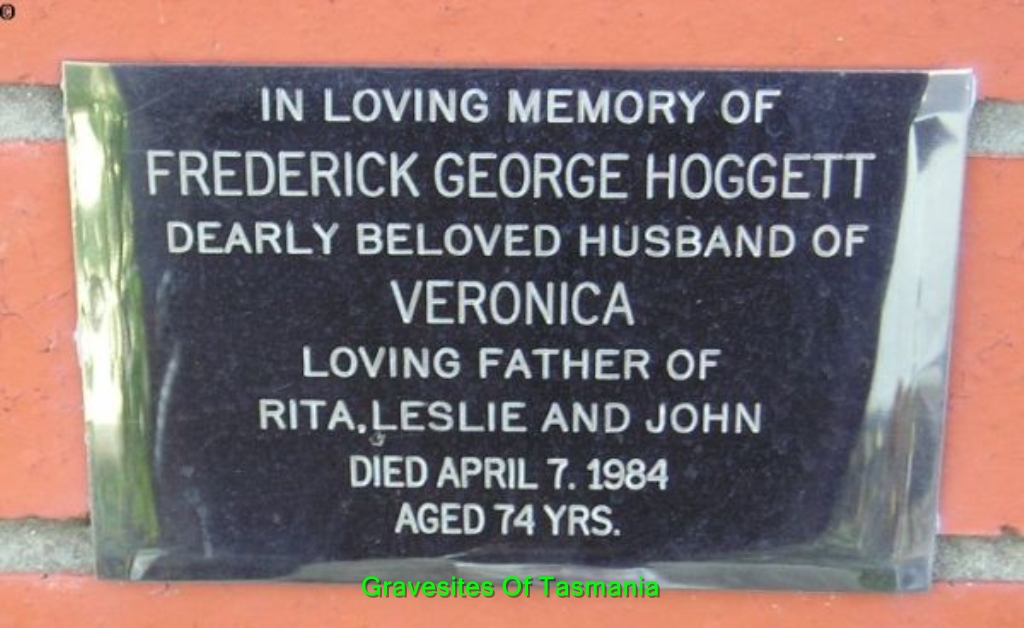 IN LOVING MEMORY OF
FREDERICK GEORGE HOGGETT
DEARLY BELOVED HUSBAND OF
VERONICA
LOVING FATHER OF
RITA, LESLIE AND JOHN
DIED APRIL 7. 1984
AGED 74 YRS.
Gravesites Of Tasmania